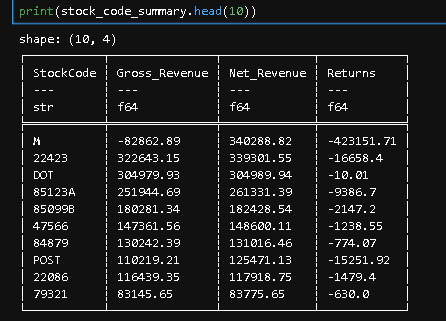 print(stock_code_summary.head(10))
shape: (10, 4)
StockCode Gross_Revenue Net_Revenue Returns
--- --- --- ---
str f64 f64 f64
M -82862.89 340288.82 -423151.71
22423 322643.15 339301.55 -16658.4
DOT 304979.93 304989.94 -10.01
85123A 251944.69 261331.39 -9386.7
85099B 180281.34 182428.54 -2147.2
47566 147361.56 148600.11 -1238.55
84879 130242.39 131016.46 -774.07
POST 110219.21 125471.13 -15251.92
22086 116439.35 117918.75 -1479.4
79321 83145.65 83775.65 -630.0